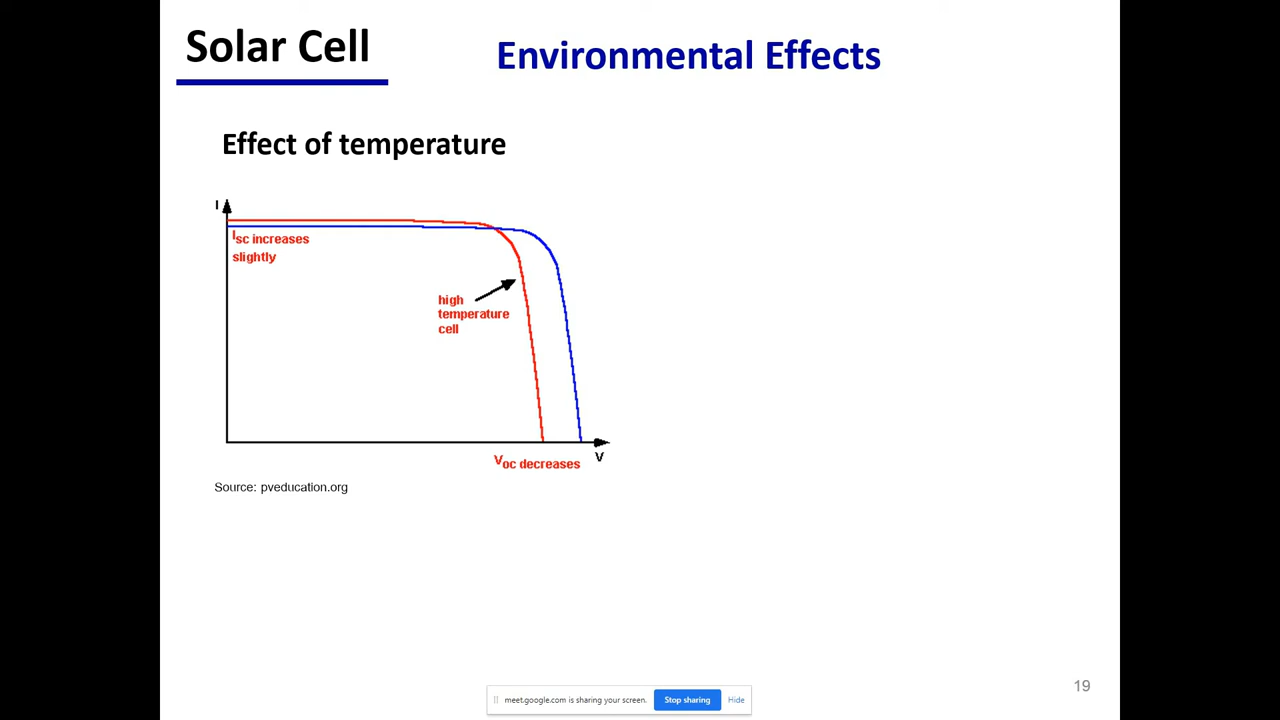 Solar Cell
Environmental Effects
Effect of temperature
I
Isc increases
slightly
high
temperature
cell
Voc decreases
V
Source: pveducation.org
19
meet.google.com is sharing your screen.
Stop sharing
Hide